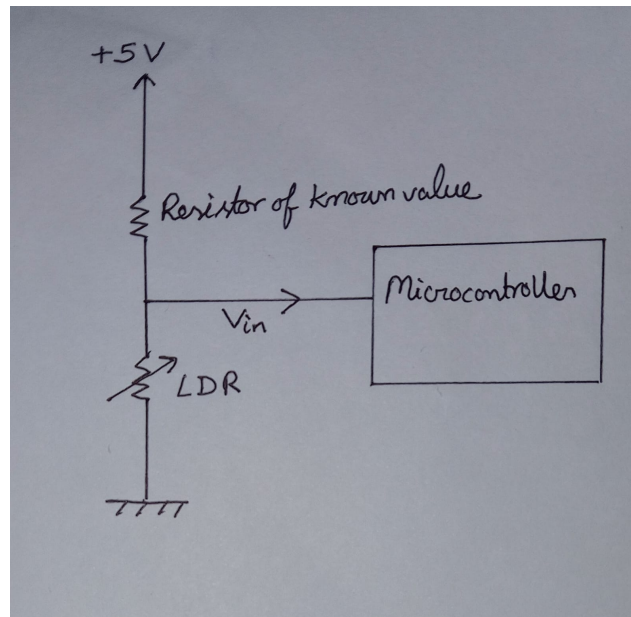 +5V
Resistor of known value
Microcontroller
Vin
LDR